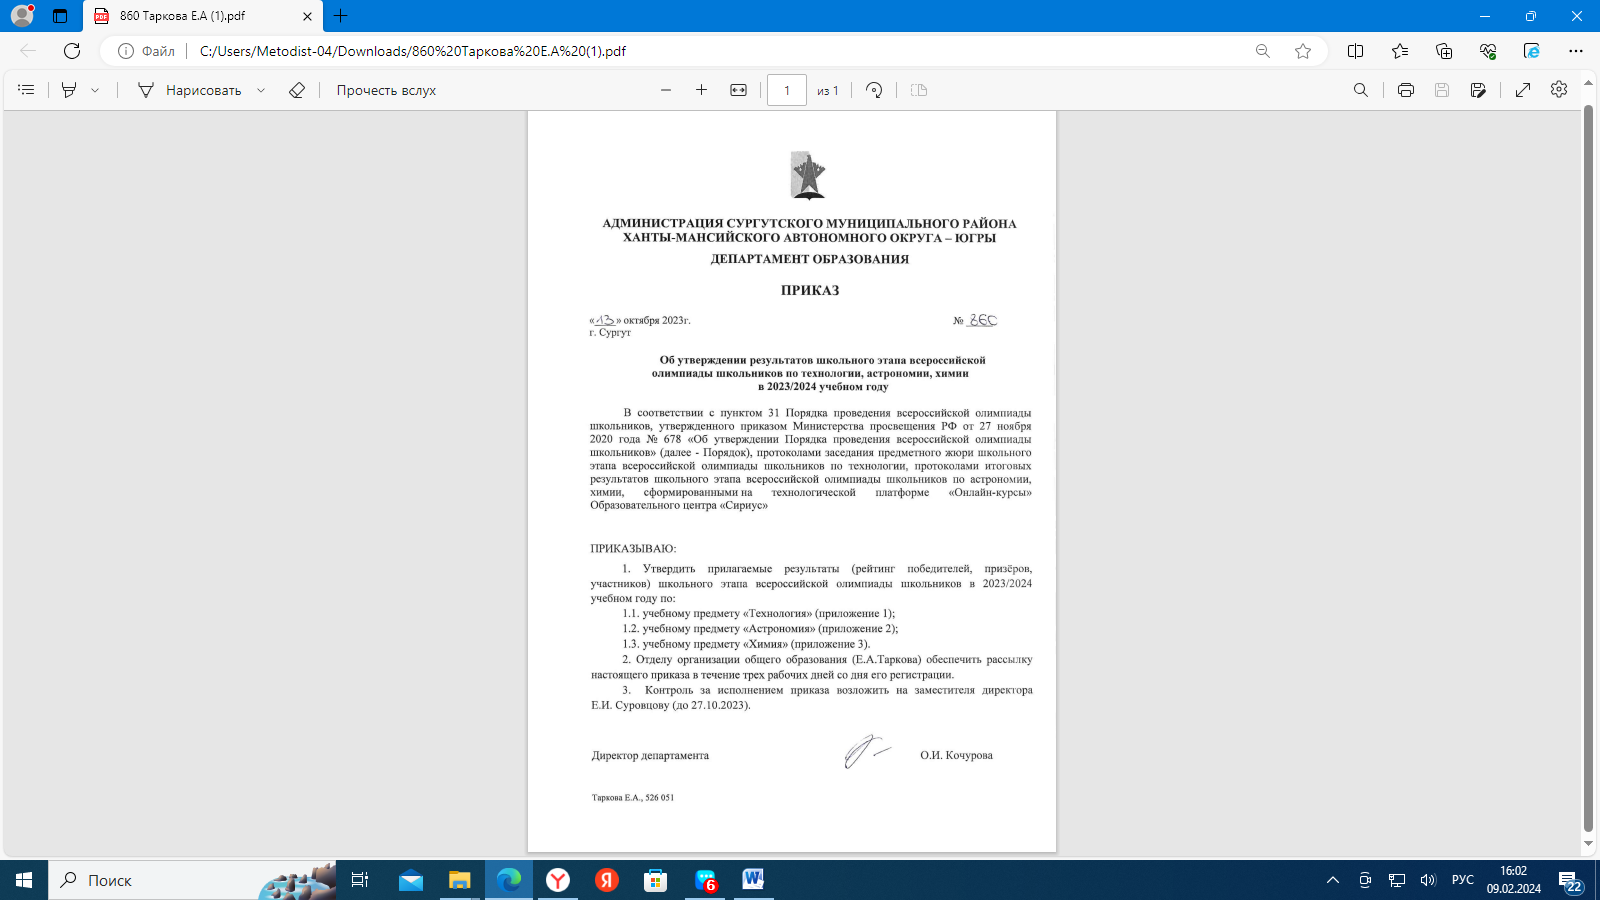 860 Таркова Е.А (1).pdf
Файл
C:/Users/Metodist-04/Downloads/860%20Таркова%20Е.А%20(1).pdf
Нарисовать
Прочесть вслух
1
из 1
АДМИНИСТРАЦИЯ СУРГУТСКОГО МУНИЦИПАЛЬНОГО РАЙОНА
ХАНТЫ-МАНСИЙСКОГО АВТОНОМНОГО ОКРУГА – ЮГРЫ
ДЕПАРТАМЕНТ ОБРАЗОВАНИЯ
ПРИКАЗ
«13» октября 2023г. № 860
г. Сургут
Об утверждении результатов школьного этапа всероссийской
олимпиады школьников по технологии, астрономии, химии
в 2023/2024 учебном году
В соответствии с пунктом 31 Порядка проведения всероссийской олимпиады
школьников, утвержденного приказом Министерства просвещения РФ от 27 ноября
2020 года № 678 «Об утверждении Порядка проведения всероссийской олимпиады
школьников» (далее - Порядок), протоколами заседания предметного жюри школьного
этапа всероссийской олимпиады школьников по технологии, протоколами итоговых
результатов школьного этапа всероссийской олимпиады школьников по астрономии,
химии, сформированными на технологической платформе «Онлайн-курсы»
Образовательного центра «Сириус»
ПРИКАЗЫВАЮ:
1. Утвердить прилагаемые результаты (рейтинг победителей, призёров,
участников) школьного этапа всероссийской олимпиады школьников в 2023/2024
учебном году по:
1.1. учебному предмету «Технология» (приложение 1);
1.2. учебному предмету «Астрономия» (приложение 2);
1.3. учебному предмету «Химия» (приложение 3).
2. Отделу организации общего образования (Е.А.Таркова) обеспечить рассылку
настоящего приказа в течение трех рабочих дней со дня его регистрации.
3. Контроль за исполнением приказа возложить на заместителя директора
Е.И. Суровцову (до 27.10.2023).
Директор департамента О.И. Кочурова
Таркова Е.А., 526 051
Поиск
6
РУС
16:02
09.02.2024
22